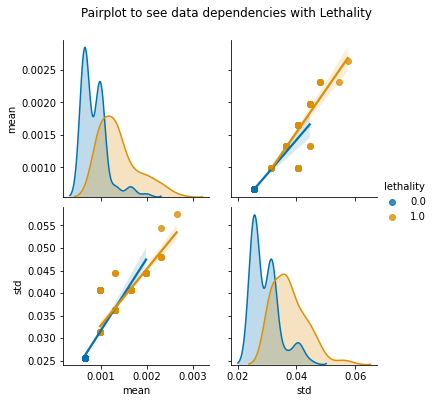 Pairplot to see data dependencies with Lethality
0.0025
0.0020
0.0015
0.0010
mean
lethality
0.0
1.0
0.055
0.050
0.045
0.040
0.035
0.030
0.025
std
0.001 0.002 0.003
mean
0.02 0.04 0.06
std